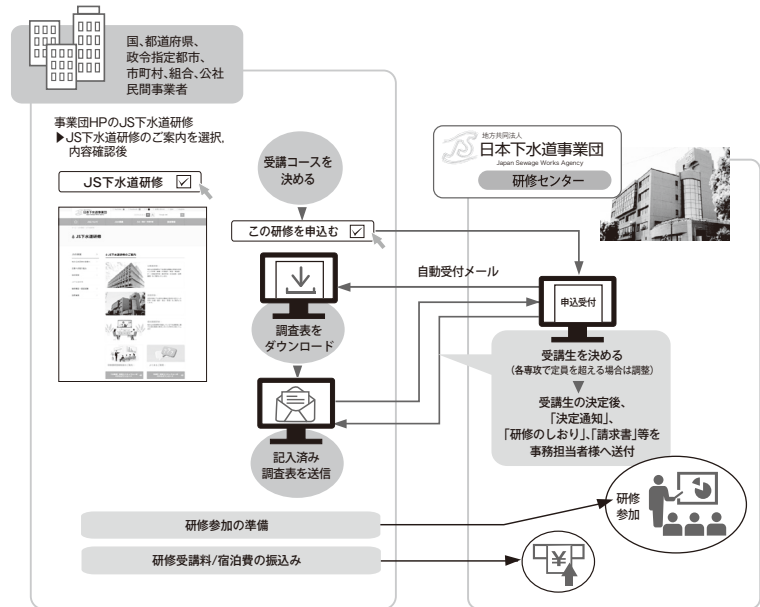 国、都道府県、
政令指定都市、
市町村、組合、公社
民間事業者
事業団HPのJS下水道研修
▶JS下水道研修のご案内を選択,
内容確認後
JS下水道研修
2. JS下水道研修
受講コースを
決める
この研修を申込む
自動受付メール
調査表を
ダウンロード
記入済み
調査表を送信
地方共同法人
日本下水道事業団
Japan Sewage Works Agency
研修センター
申込受付
受講生を決める
(各専攻で定員を超える場合は調整)
受講生の決定後、
「決定通知」、
「研修のしおり」、「請求書」等を
事務担当者様へ送付
研修
参加
研修参加の準備
研修受講料/宿泊費の振込み
¥